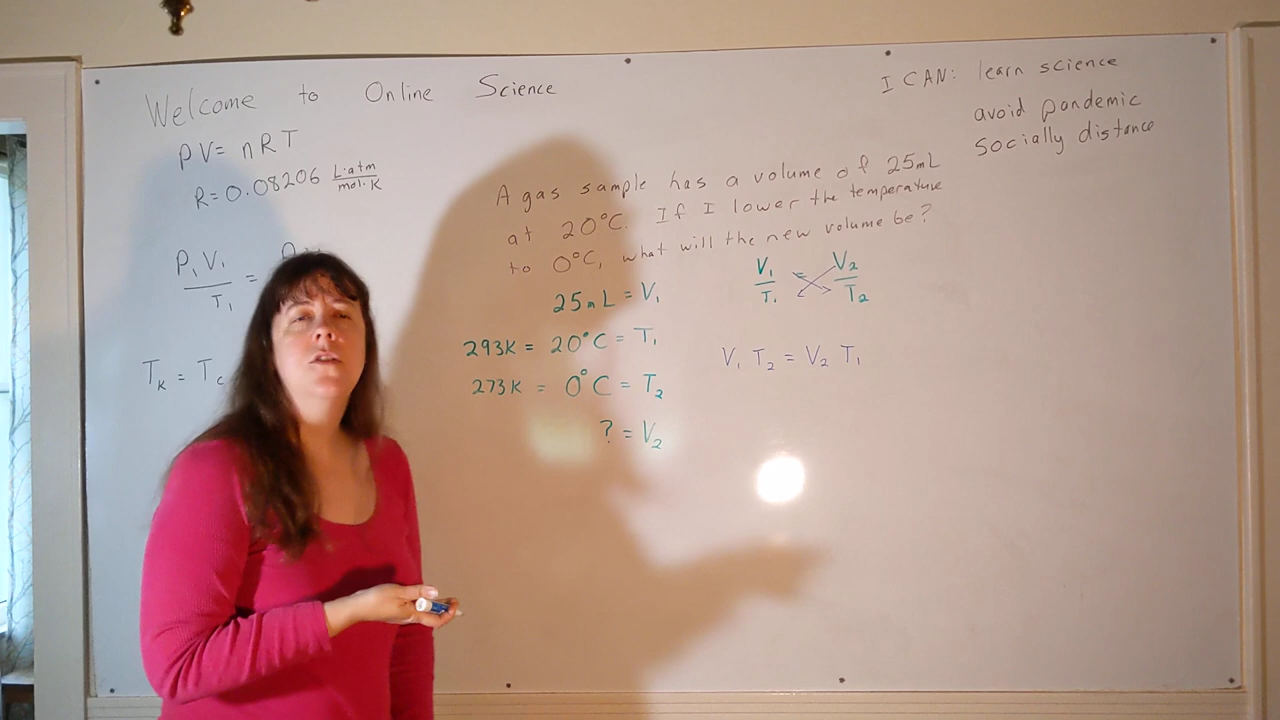 Welcome to Online Science
PV = nRT
R = 0.08206 L·atm
mol·K
P₁V₁
T₁ =
T_K = T_C
I CAN: learn science
avoid pandemic
socially distance
A gas sample has a volume of 25mL
at 20°C. If I lower the temperature
to 0°C, what will the new volume be?
25mL = V₁
293K = 20°C = T₁
273K = 0°C = T₂
? = V₂
V₁ = V₂
T₁ T₂
V₁ T₂ = V₂ T₁